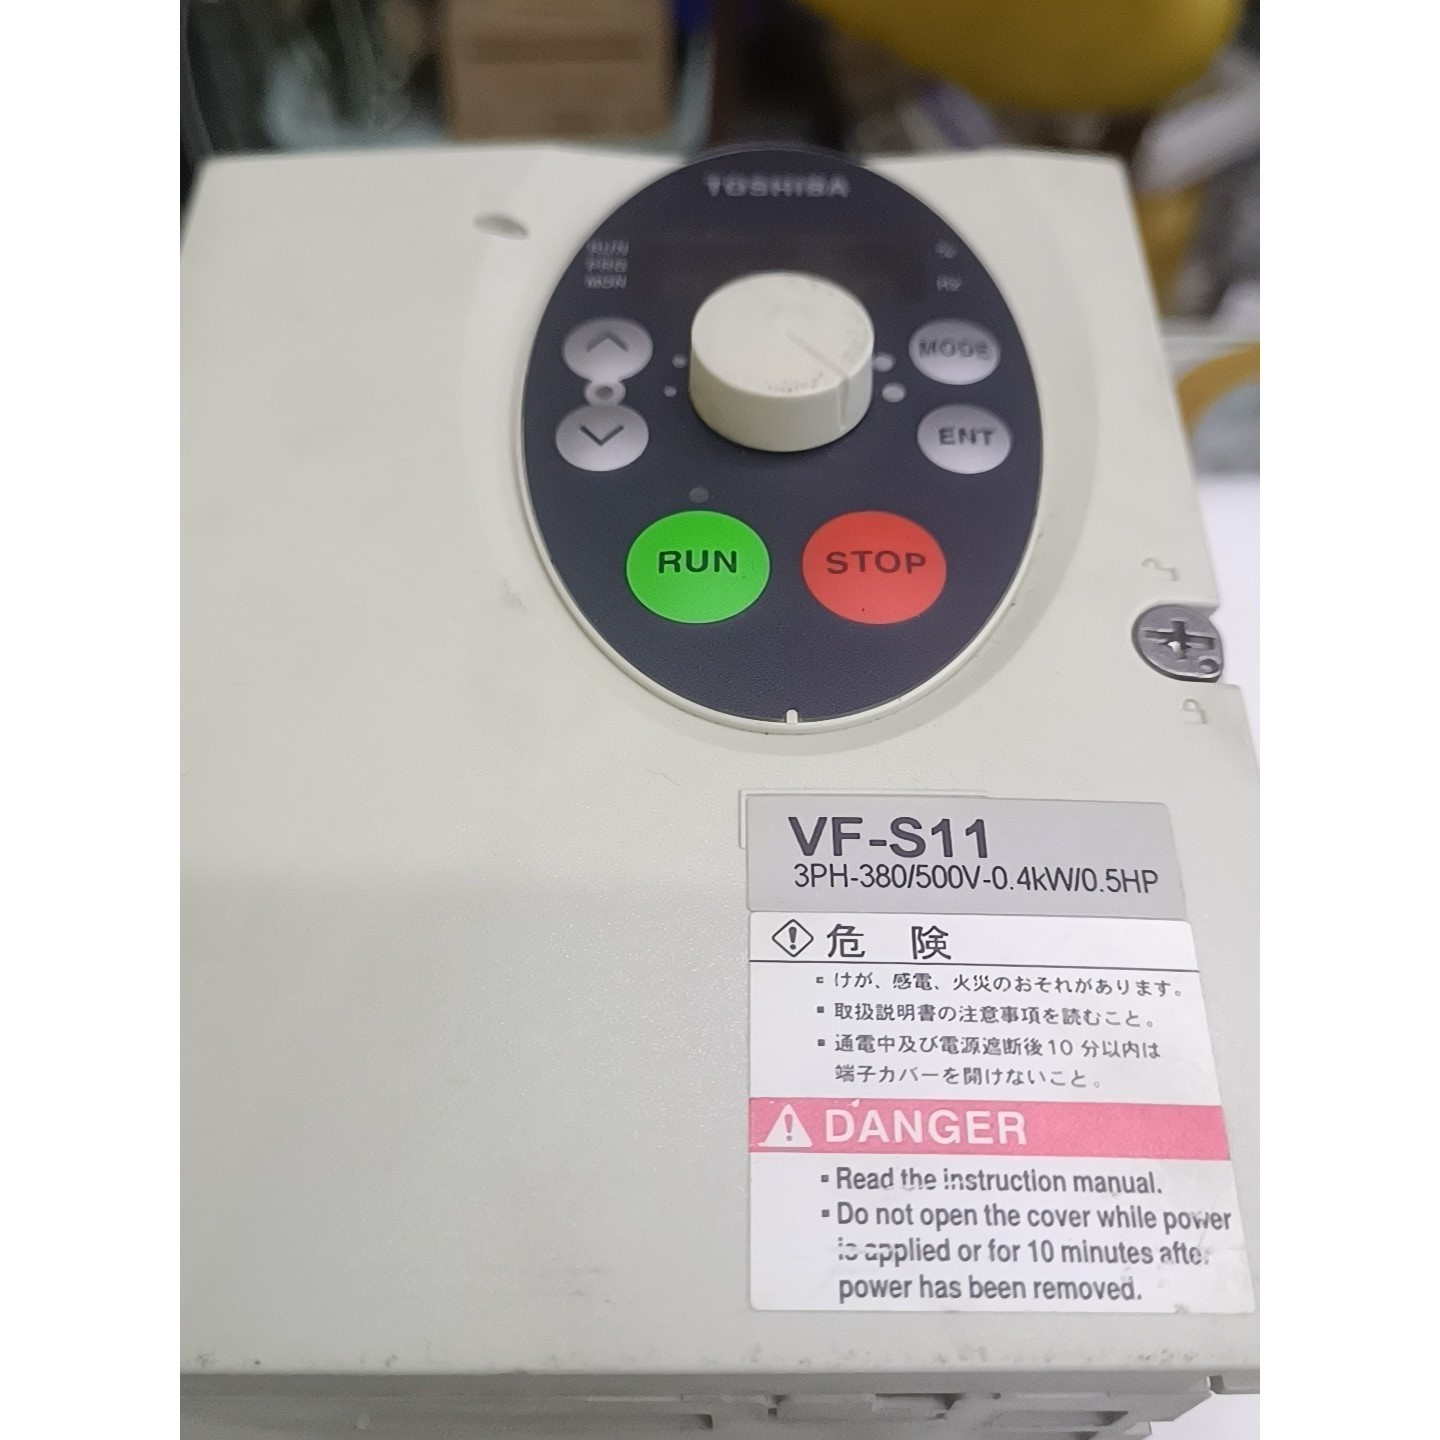 TOSHIBA
RUN
PRG
MON
MODE
ENT
RUN STOP
VF-S11
3PH-380/500V-0.4kW/0.5HP
危 険
▪ けが、感電、火災のおそれがあります。
▪ 取扱説明書の注意事項を読むこと。
▪ 通電中及び電源遮断後10 分以内は
端子カバーを開けないこと。
DANGER
▪ Read the instruction manual.
▪ Do not open the cover while power
is applied or for 10 minutes after
power has been removed.